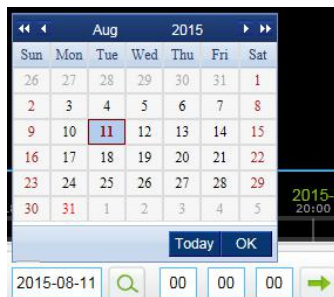 Aug 2015
Sun Mon Tue Wed Thu Fri Sat
26 27 28 29 30 31 1
2 3 4 5 6 7 8
9 10 11 12 13 14 15
16 17 18 19 20 21 22
23 24 25 26 27 28 29
30 31 1 2 3 4 5
2015-
20:00
Today OK
2015-08-11 00 00 00